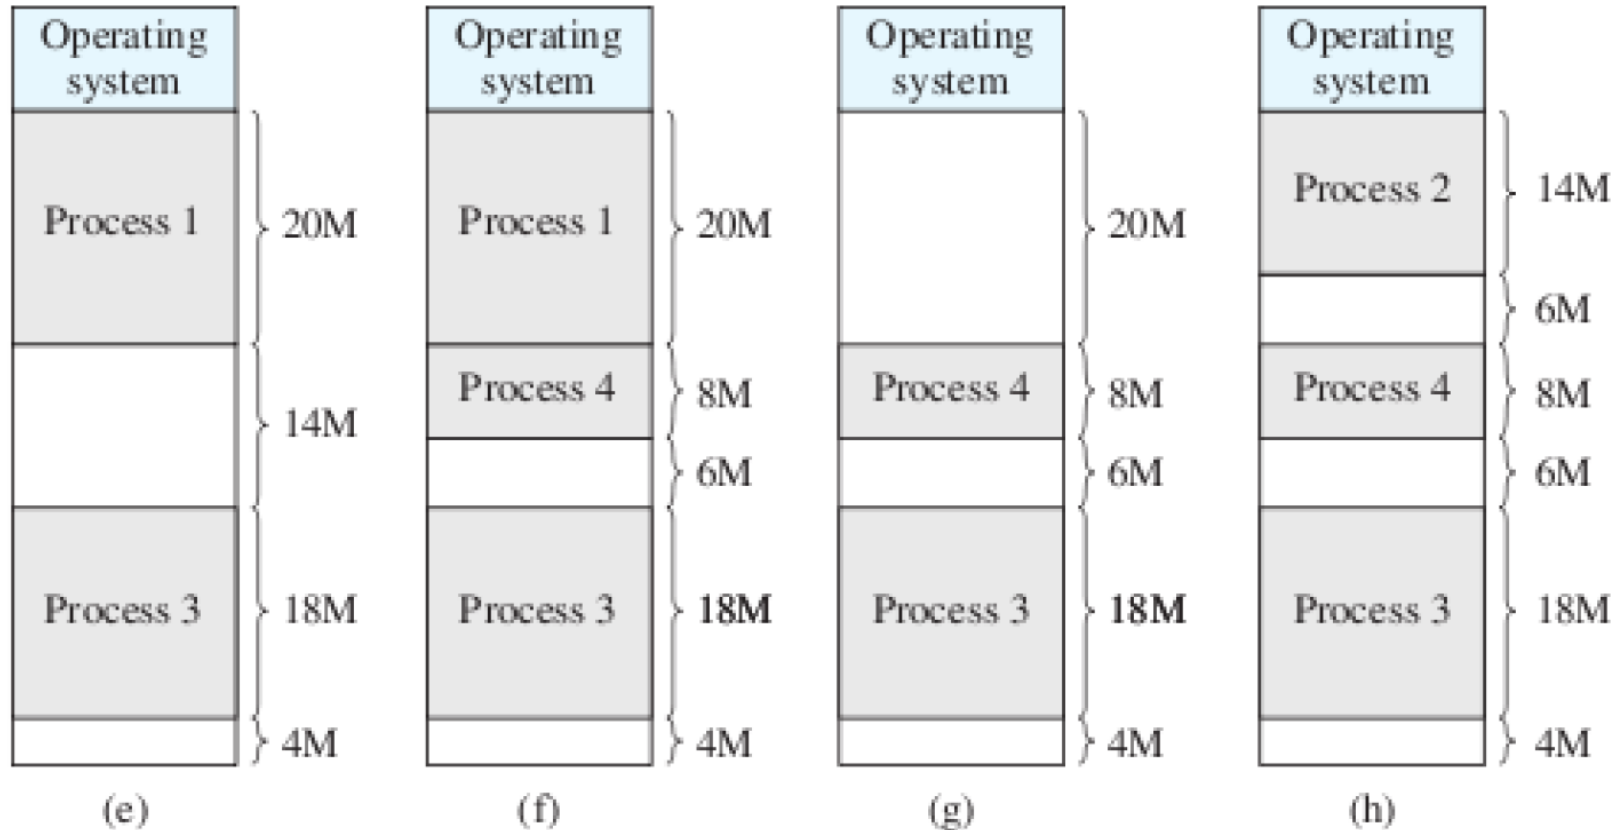 Operating
system
Process 1
20M
14M
Process 3
18M
4M
(e)
Operating
system
Process 1
20M
Process 4
8M
6M
Process 3
18M
4M
(f)
Operating
system
20M
Process 4
8M
6M
Process 3
18M
4M
(g)
Operating
system
Process 2
14M
6M
Process 4
8M
6M
Process 3
18M
4M
(h)